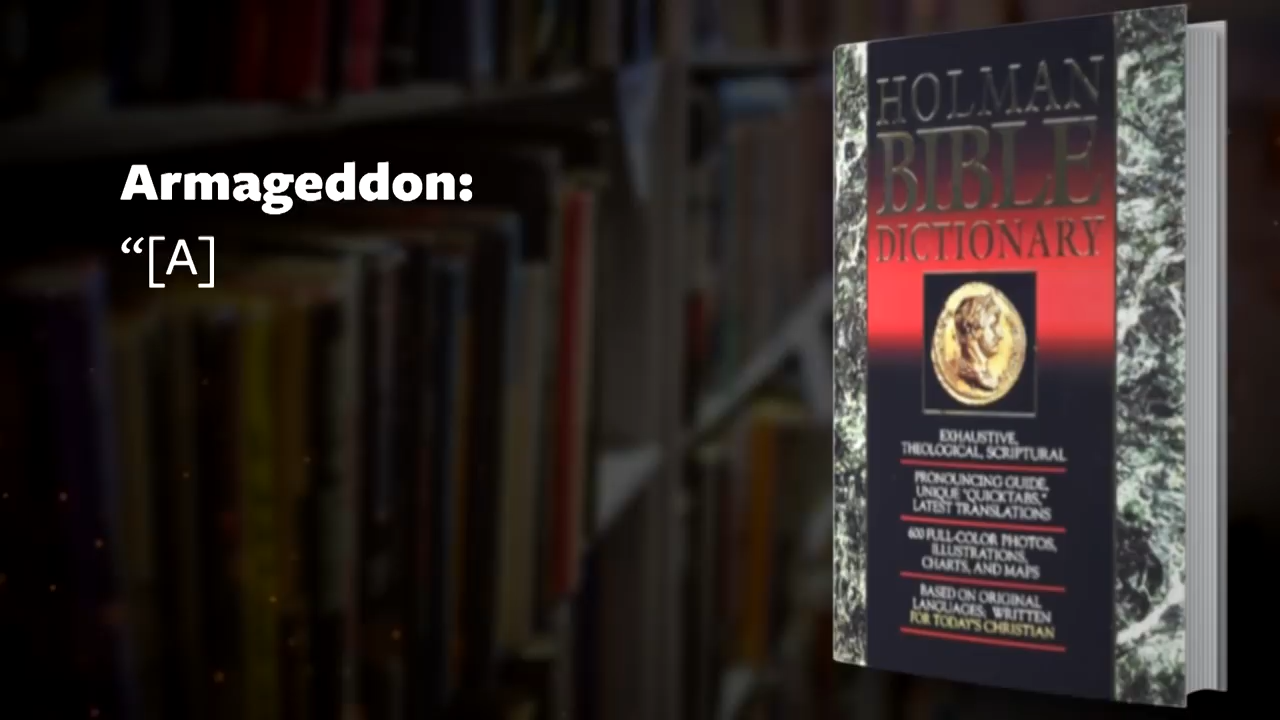 Armageddon:
“[A]
HOLMAN
BIBLE
DICTIONARY
EXHAUSTIVE,
THEOLOGICAL, SCRIPTURAL
PRONOUNCING GUIDE,
UNIQUE "QUICKTABS,"
LATEST TRANSLATIONS
600 FULL-COLOR PHOTOS,
ILLUSTRATIONS,
CHARTS, AND MAPS
BASED ON ORIGINAL
LANGUAGES; WRITTEN
FOR TODAY'S CHRISTIAN